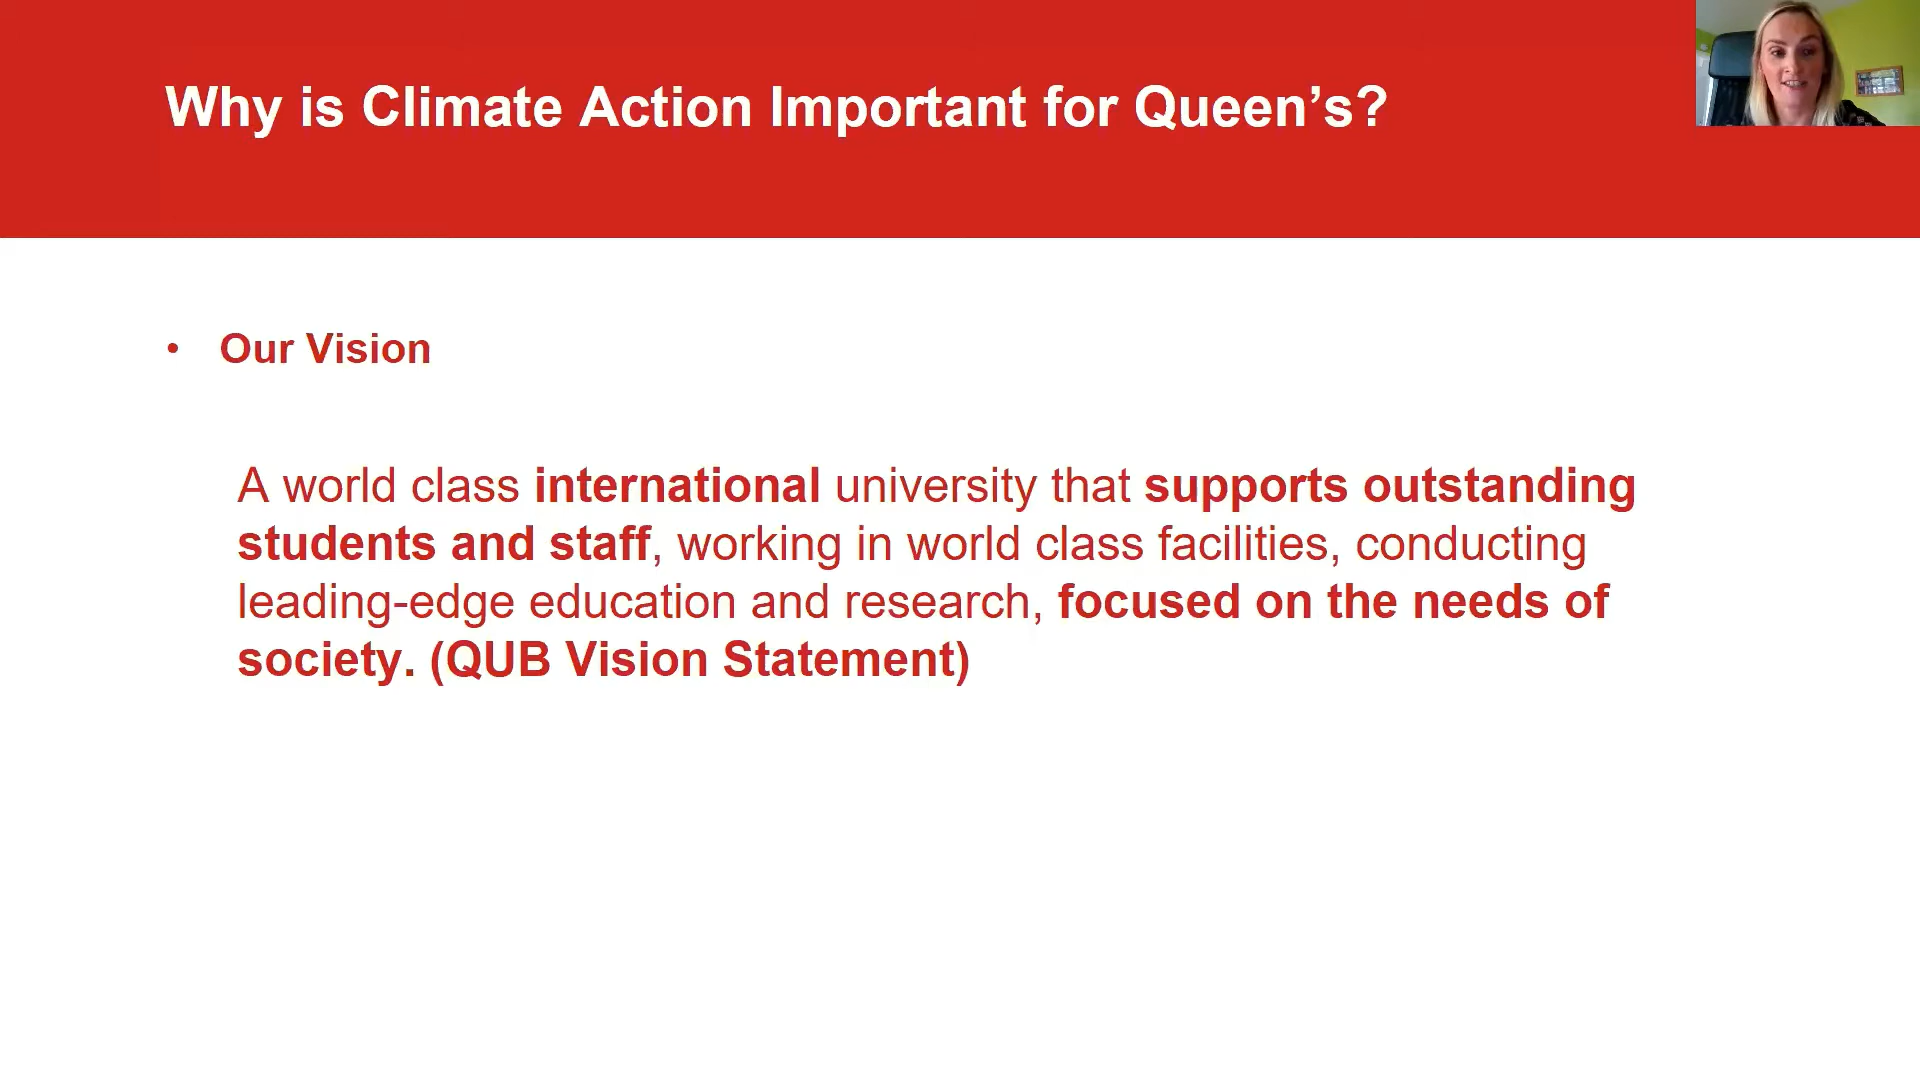 Why is Climate Action Important for Queen’s?
• Our Vision
A world class international university that supports outstanding
students and staff, working in world class facilities, conducting
leading-edge education and research, focused on the needs of
society. (QUB Vision Statement)